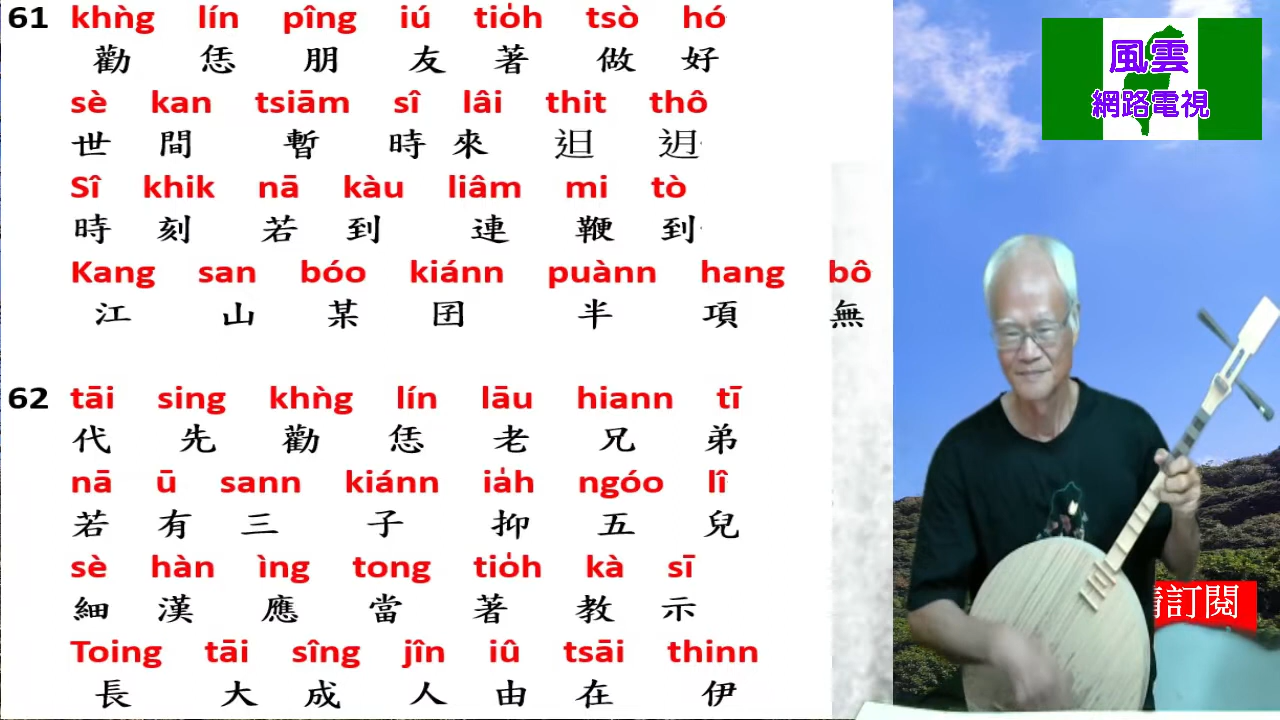 61 khǹg lín pîng iú tio̍h tsò hó
勸 恁 朋 友 著 做 好
sè kan tsiām sî lâi thit thô
世 間 暫 時 來 𨑨 迌
Sî khik nā kàu liâm mi tò
時 刻 若 到 連 鞭 到
Kang san bóo kiánn puànn hang bô
江 山 某 囝 半 項 無
62 tāi sing khǹg lín lāu hiann tī
代 先 勸 恁 老 兄 弟
nā ū sann kiánn ia̍h ngóo lî
若 有 三 子 抑 五 兒
sè hàn ìng tong tio̍h kà sī
細 漢 應 當 著 教 示
Toing tāi sîng jîn iû tsāi thinn
長 大 成 人 由 在 伊
風雲
網路電視
訂閱